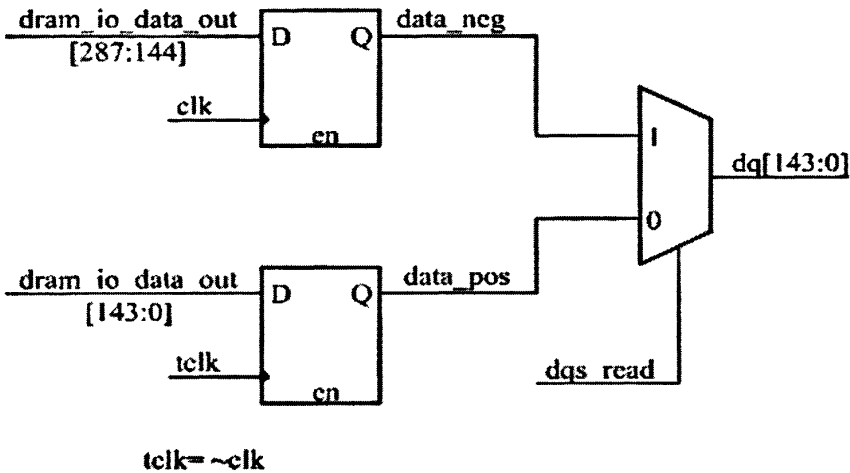 dram_io_data_out
[287:144]
D
Q
data_neg
clk
en
1
dq[143:0]
0
dram_io_data_out
[143:0]
D
Q
data_pos
tclk
en
dqs_read
tclk= ~clk